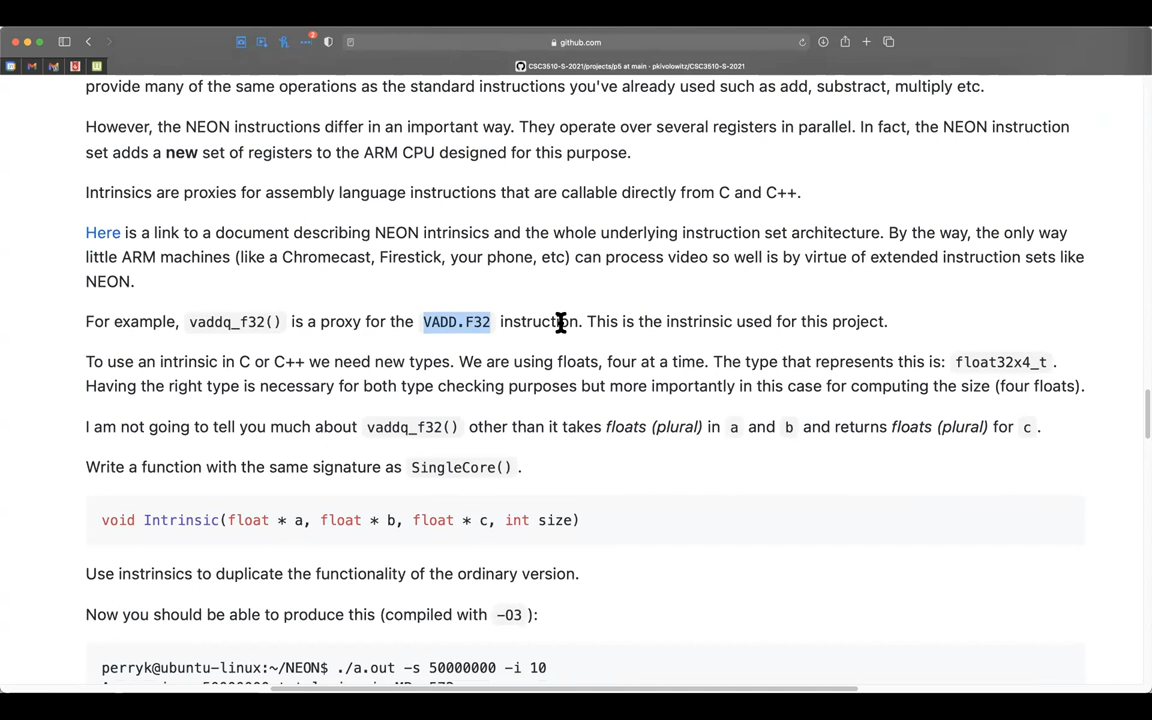 2
github.com
CSC3510-S-2021/projects/p5 at main · pkivolowitz/CSC3510-S-2021
provide many of the same operations as the standard instructions you've already used such as add, substract, multiply etc.
However, the NEON instructions differ in an important way. They operate over several registers in parallel. In fact, the NEON instruction
set adds a new set of registers to the ARM CPU designed for this purpose.
Intrinsics are proxies for assembly language instructions that are callable directly from C and C++.
Here is a link to a document describing NEON intrinsics and the whole underlying instruction set architecture. By the way, the only way
little ARM machines (like a Chromecast, Firestick, your phone, etc) can process video so well is by virtue of extended instruction sets like
NEON.
For example, vaddq_f32() is a proxy for the VADD.F32 instruction. This is the intrinsic used for this project.
To use an intrinsic in C or C++ we need new types. We are using floats, four at a time. The type that represents this is: float32x4_t .
Having the right type is necessary for both type checking purposes but more importantly in this case for computing the size (four floats).
I am not going to tell you much about vaddq_f32() other than it takes floats (plural) in a and b and returns floats (plural) for c .
Write a function with the same signature as SingleCore() .
void Intrinsic(float * a, float * b, float * c, int size)
Use instrinsics to duplicate the functionality of the ordinary version.
Now you should be able to produce this (compiled with -O3 ):
perryk@ubuntu-linux:~/NEON$ ./a.out -s 50000000 -i 10